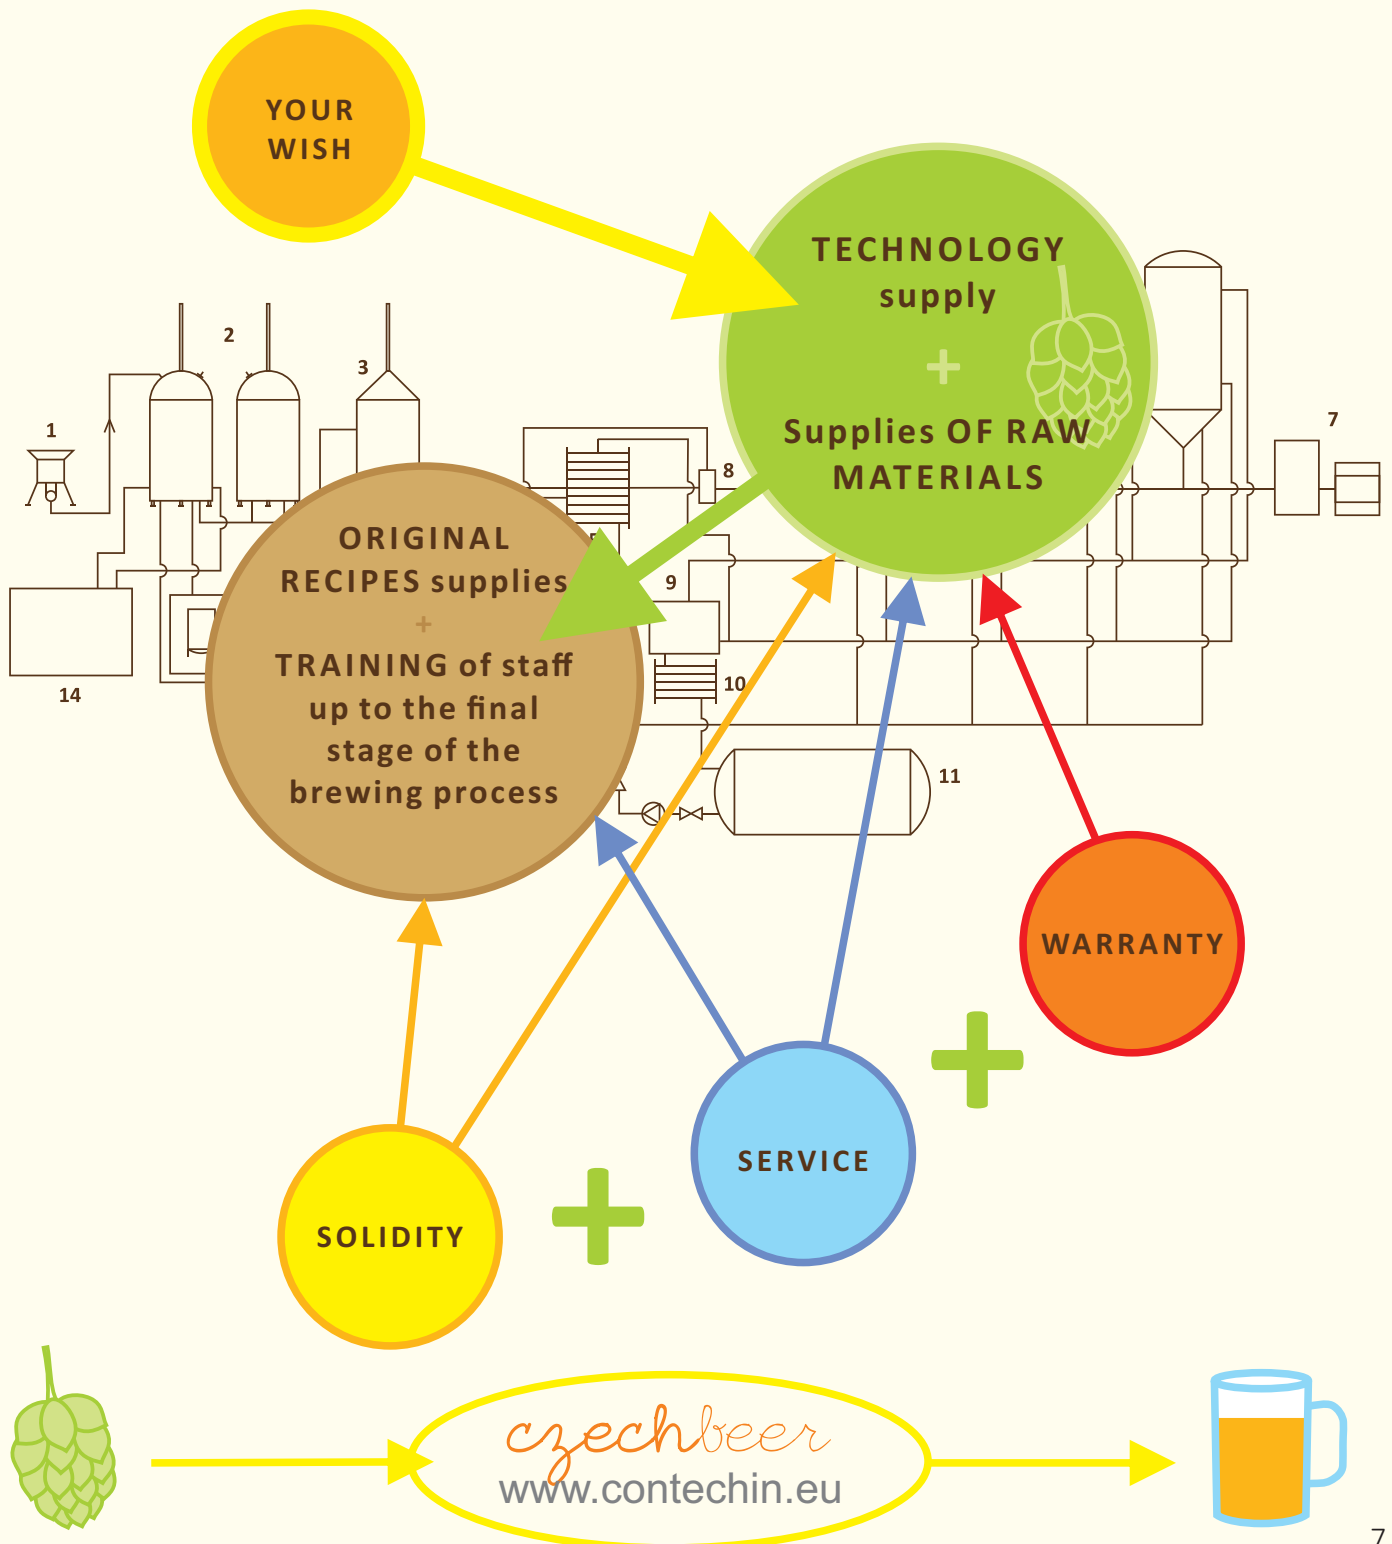 YOUR
WISH
TECHNOLOGY
supply
+
Supplies OF RAW
MATERIALS
2
3
1
7
8
ORIGINAL
RECIPES supplies
+
TRAINING of staff
up to the final
stage of the
brewing process
9
10
14
11
WARRANTY
+
SERVICE
+
SOLIDITY
czechbeer
www.contechin.eu
7